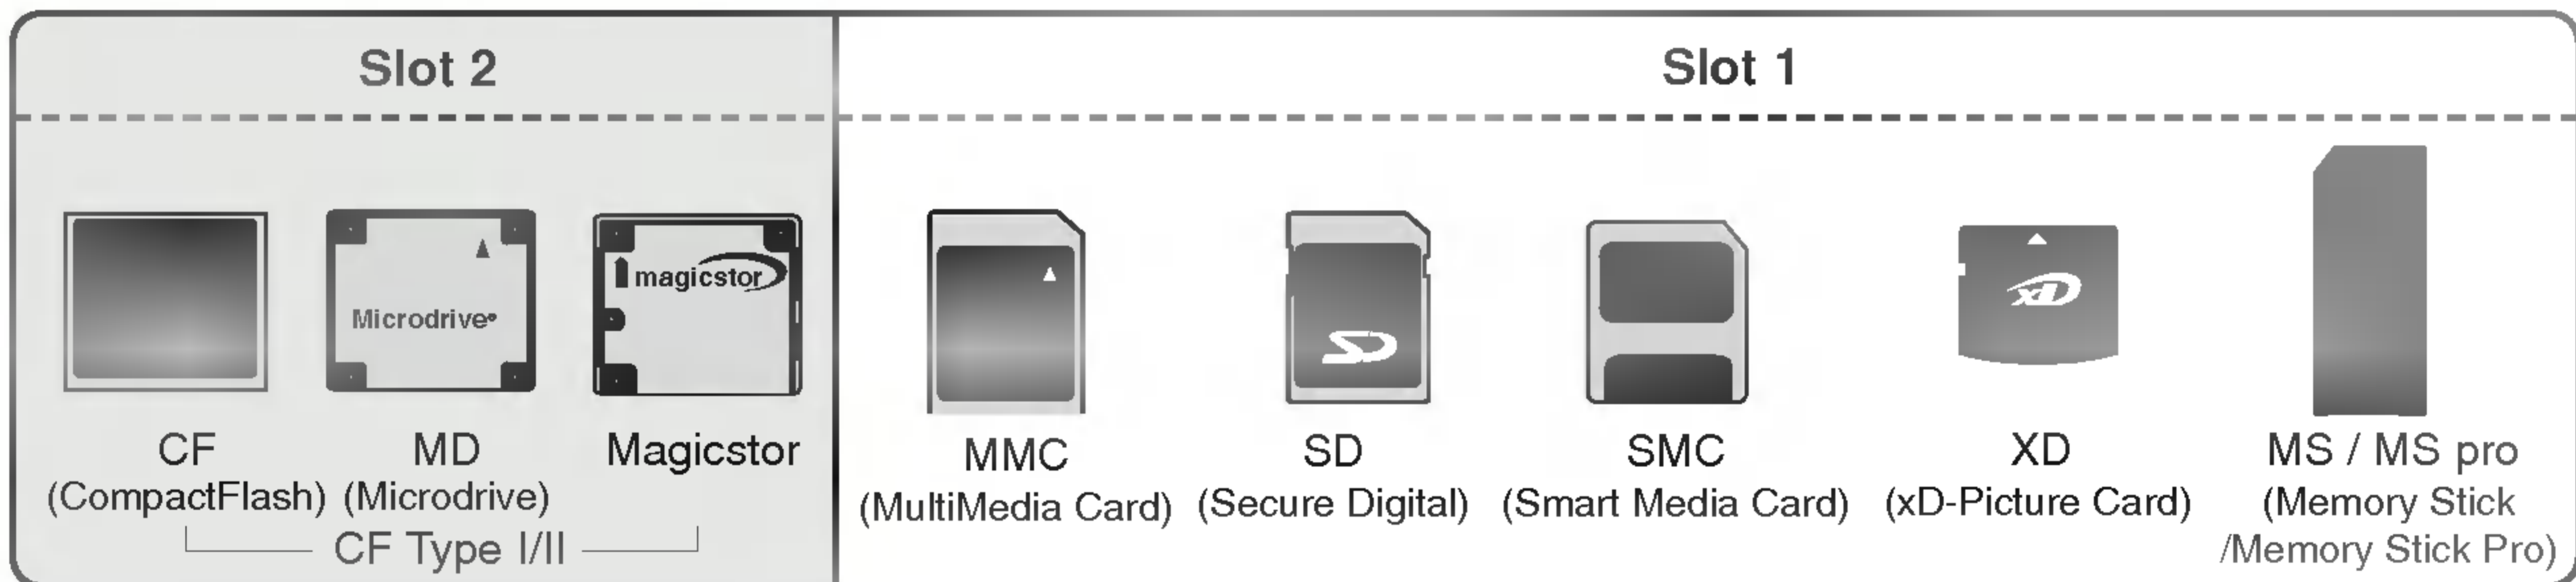 Slot 2
Slot 1
Microdrive®
magicstor
SD
xD
CF
(CompactFlash)
MD
(Microdrive)
Magicstor
CF Type I/II
MMC
(MultiMedia Card)
SD
(Secure Digital)
SMC
(Smart Media Card)
XD
(xD-Picture Card)
MS / MS pro
(Memory Stick
/Memory Stick Pro)